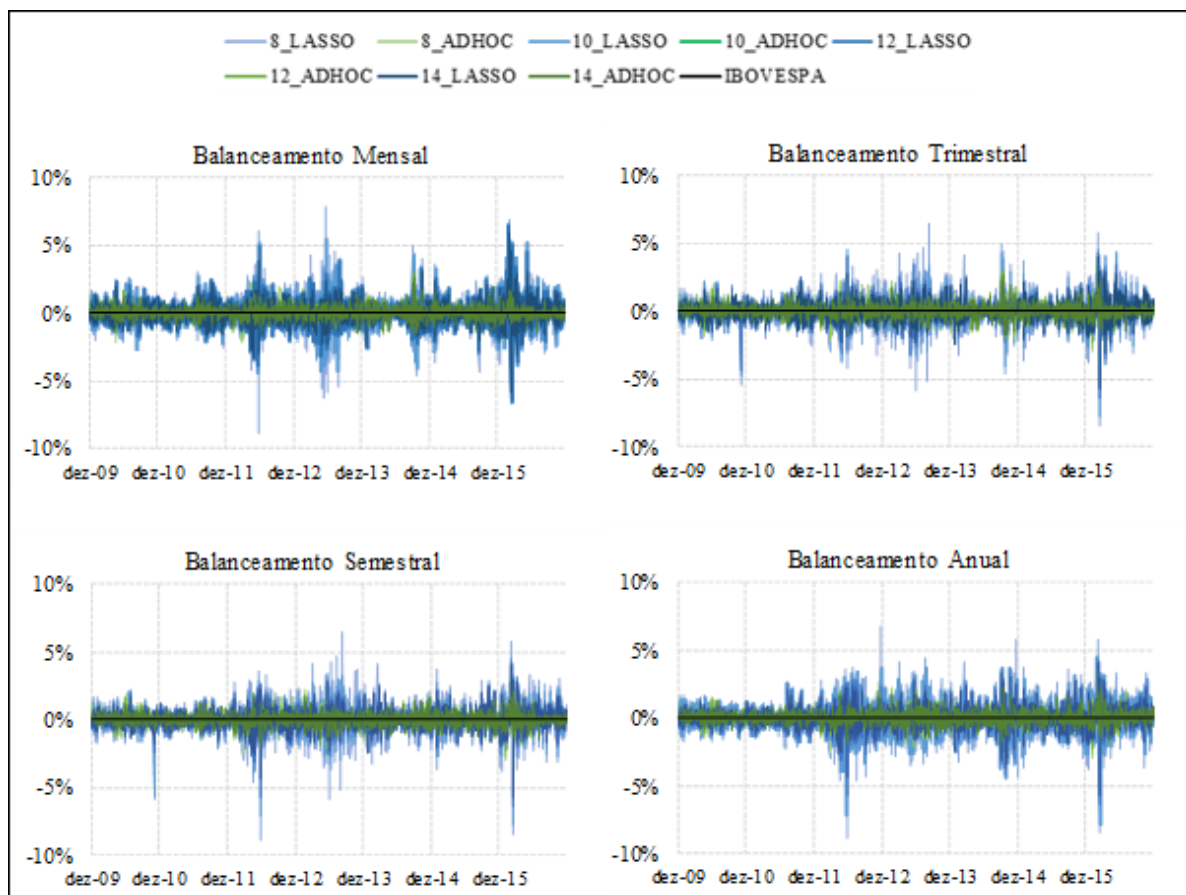 8_LASSO 8_ADHOC 10_LASSO 10_ADHOC 12_LASSO
12_ADHOC 14_LASSO 14_ADHOC IBOVESPA
Balanceamento Mensal
10%
5%
0%
-5%
-10%
dez-09 dez-10 dez-11 dez-12 dez-13 dez-14 dez-15
Balanceamento Trimestral
10%
5%
0%
-5%
-10%
dez-09 dez-10 dez-11 dez-12 dez-13 dez-14 dez-15
Balanceamento Semestral
10%
5%
0%
-5%
-10%
dez-09 dez-10 dez-11 dez-12 dez-13 dez-14 dez-15
Balanceamento Anual
10%
5%
0%
-5%
-10%
dez-09 dez-10 dez-11 dez-12 dez-13 dez-14 dez-15